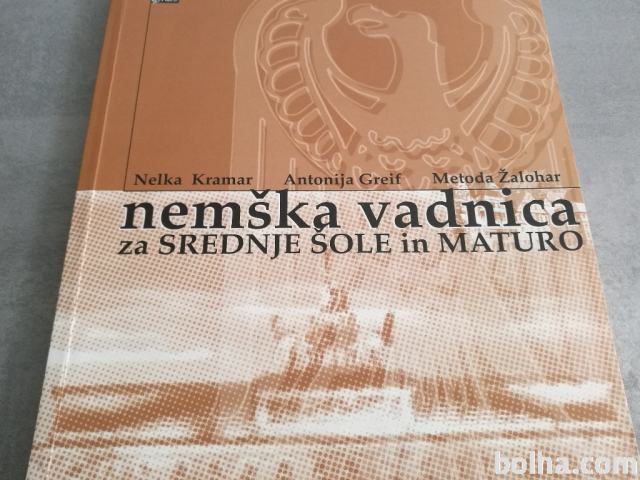 Nelka Kramar Antonija Greif Metoda Žalohar
nemška vadnica
za SREDNJE ŠOLE in MATURO
bolha.com